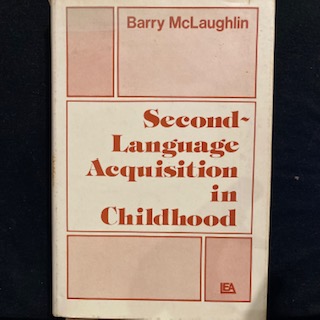 Barry McLaughlin
Second-
Language
Acquisition
in
Childhood
LEA